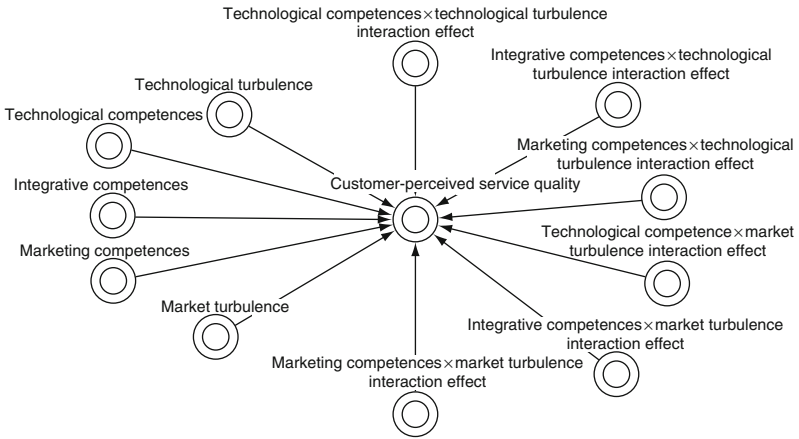 Technological competences×technological turbulence
interaction effect
Integrative competences×technological
turbulence interaction effect
Technological turbulence
Technological competences
Marketing competences×technological
turbulence interaction effect
Integrative competences
Customer-perceived service quality
Technological competence×market
turbulence interaction effect
Marketing competences
Market turbulence
Integrative competences×market turbulence
interaction effect
Marketing competences×market turbulence
interaction effect